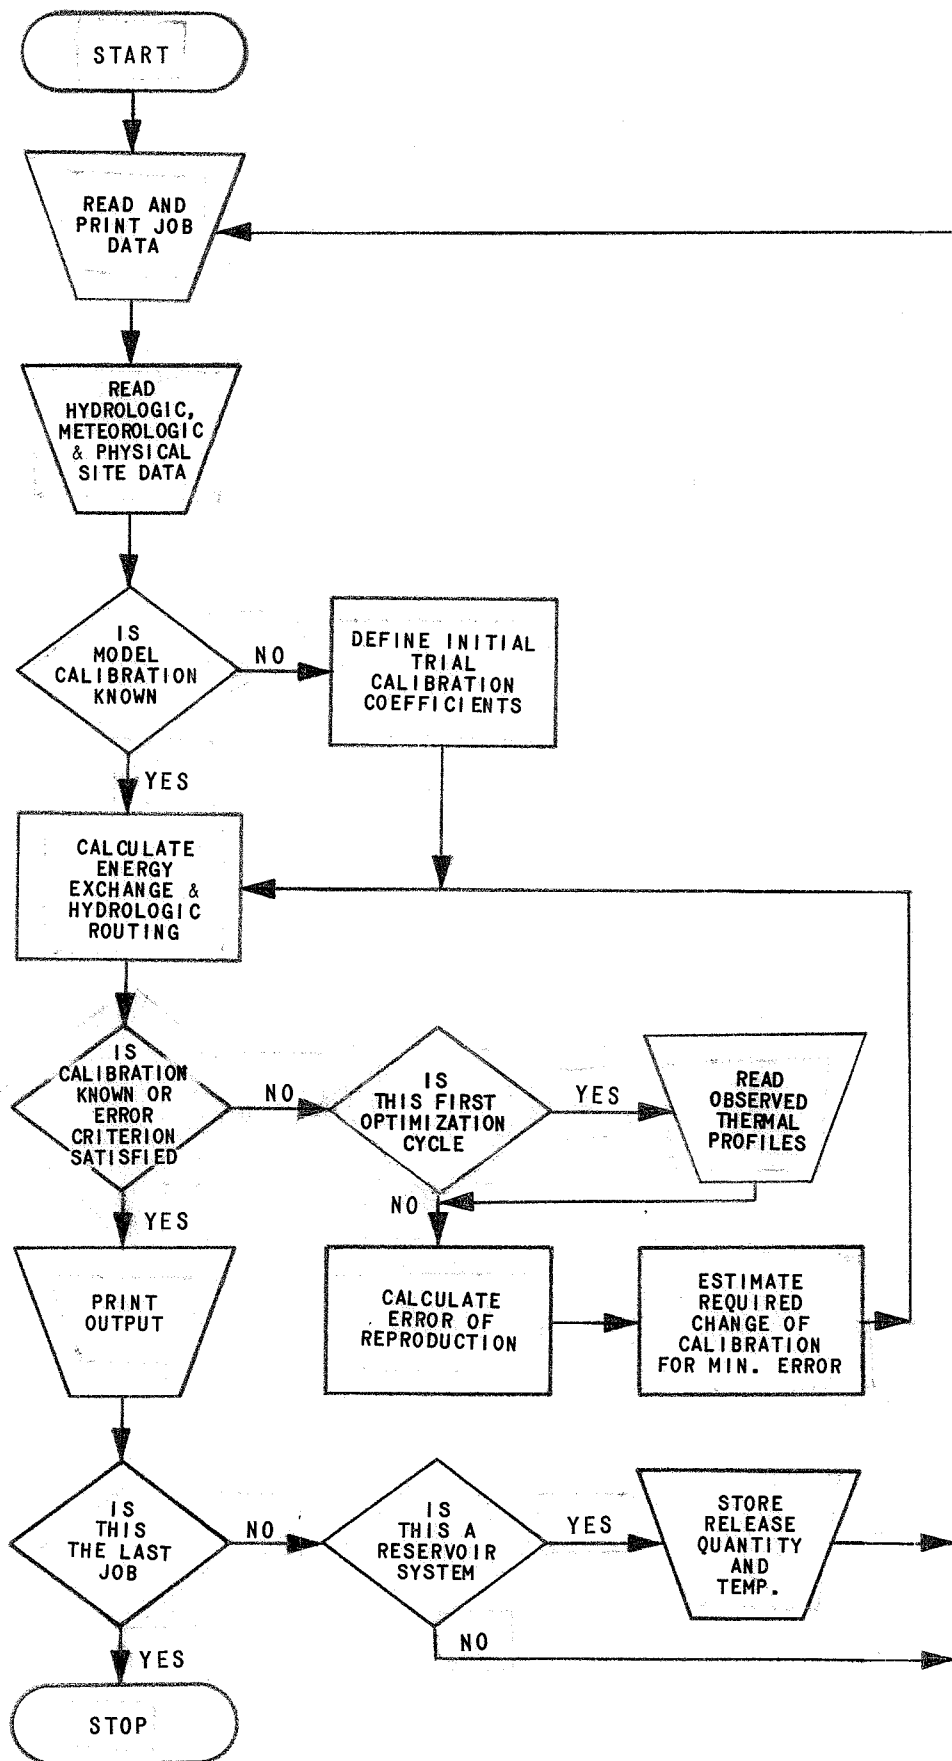 START
READ AND
PRINT JOB
DATA
READ
HYDROLOGIC,
METEOROLOGIC
& PHYSICAL
SITE DATA
IS
MODEL
CALIBRATION
KNOWN
NO
DEFINE INITIAL
TRIAL
CALIBRATION
COEFFICIENTS
YES
CALCULATE
ENERGY
EXCHANGE &
HYDROLOGIC
ROUTING
IS
CALIBRATION
KNOWN OR
ERROR
CRITERION
SATISFIED
NO
IS
THIS FIRST
OPTIMIZATION
CYCLE
YES
READ
OBSERVED
THERMAL
PROFILES
YES
NO
PRINT
OUTPUT
CALCULATE
ERROR OF
REPRODUCTION
ESTIMATE
REQUIRED
CHANGE OF
CALIBRATION
FOR MIN. ERROR
IS
THIS
THE LAST
JOB
NO
IS
THIS A
RESERVOIR
SYSTEM
YES
STORE
RELEASE
QUANTITY
AND
TEMP.
NO
YES
STOP